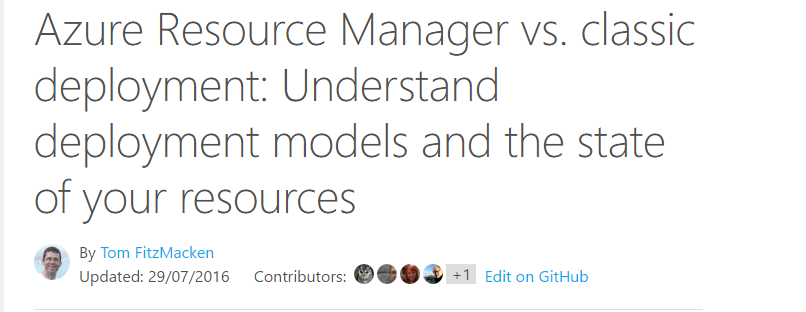 Azure Resource Manager vs. classic
deployment: Understand
deployment models and the state
of your resources
By Tom FitzMacken
Updated: 29/07/2016 Contributors: +1 Edit on GitHub